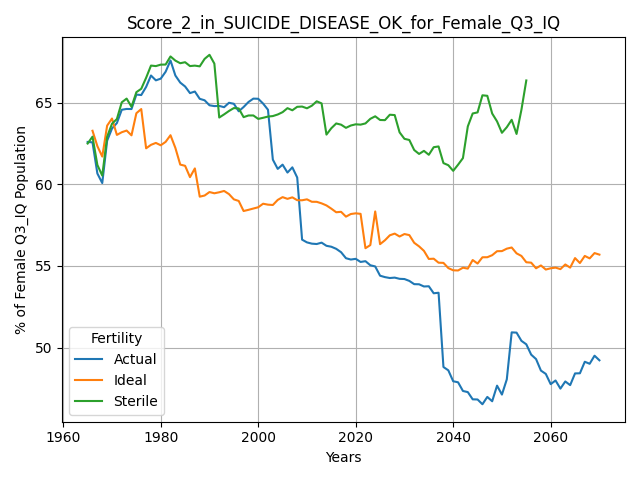 Score_2_in_SUICIDE_DISEASE_OK_for_Female_Q3_IQ
% of Female Q3_IQ Population
65
60
55
50
Fertility
Actual
Ideal
Sterile
1960 1980 2000 2020 2040 2060
Years